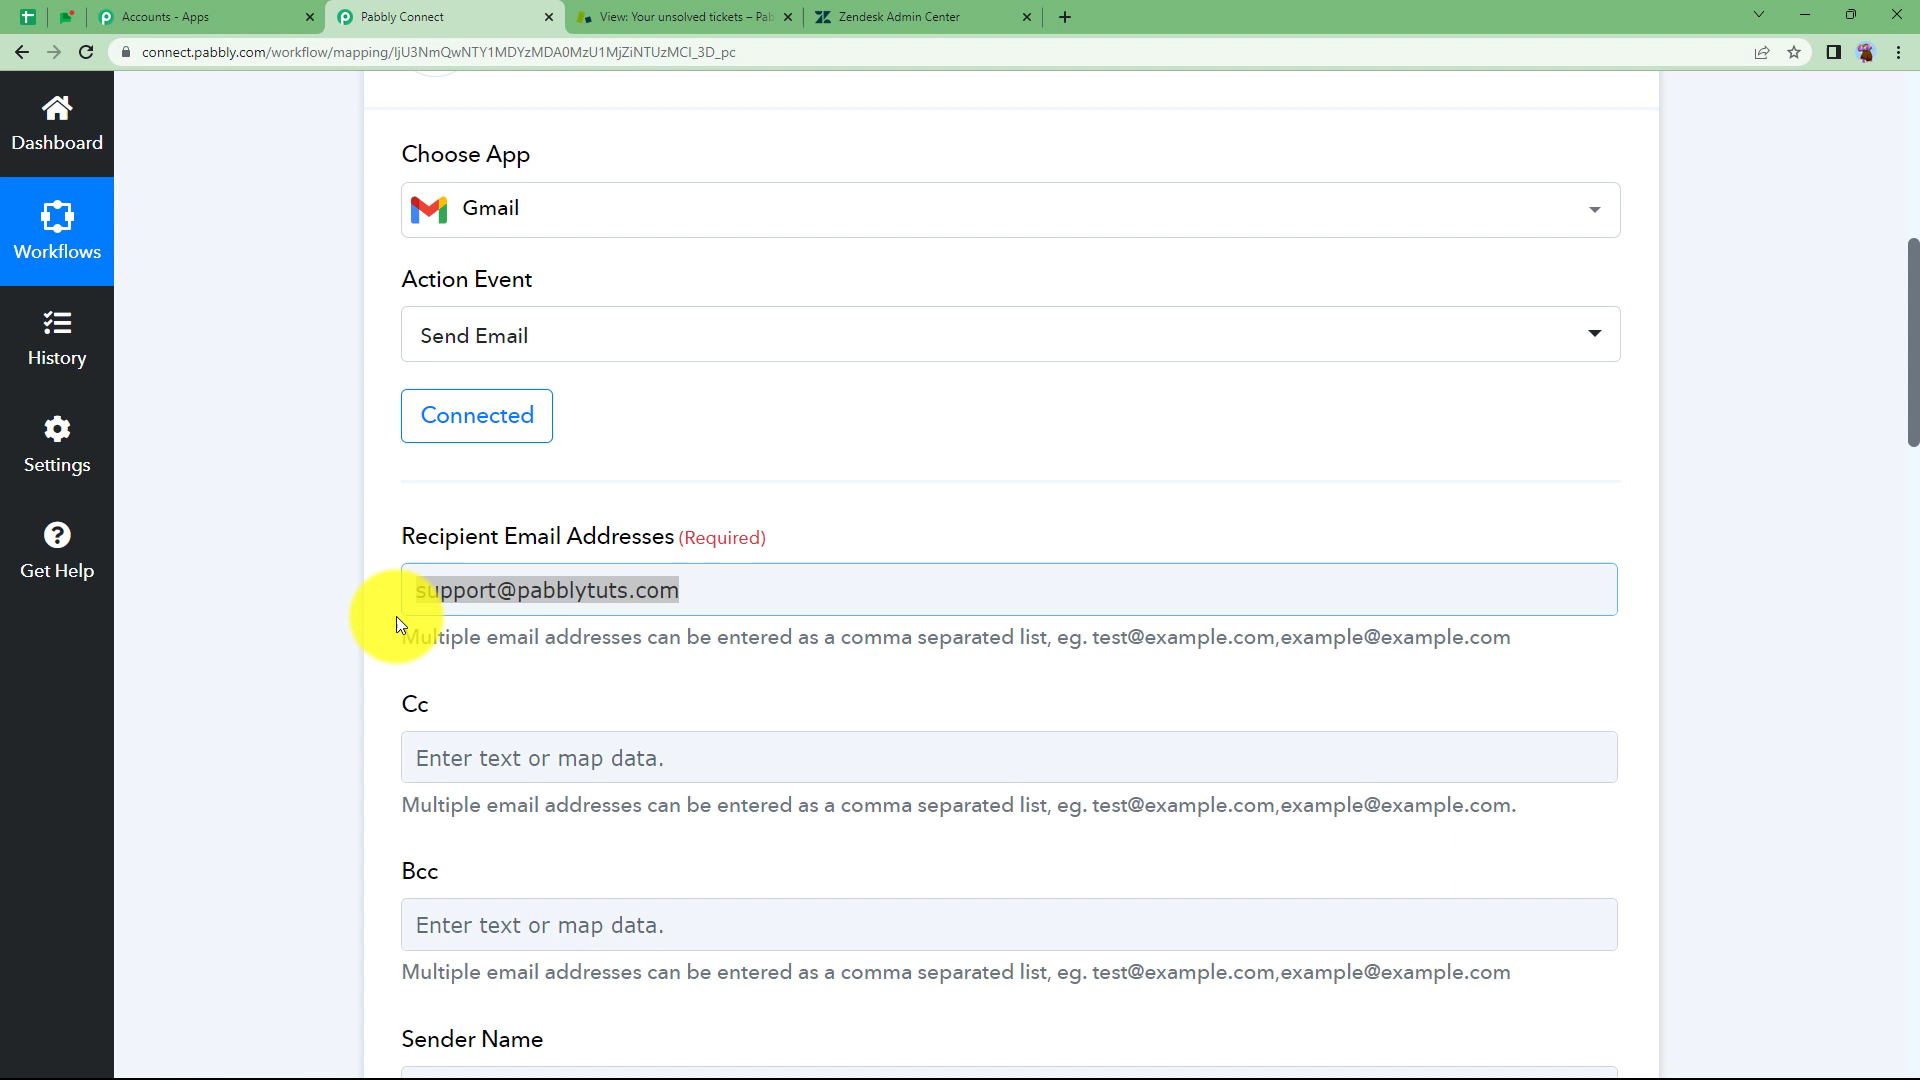 Accounts - Apps
Pabbly Connect
View: Your unsolved tickets – Pab
Zendesk Admin Center
connect.pabbly.com/workflow/mapping/IjU3NmQwNTY1MDYzMDA0MzU1MjZiNTUzMCI_3D_pc
Dashboard
Workflows
History
Settings
Get Help
Choose App
Gmail
Action Event
Send Email
Connected
Recipient Email Addresses (Required)
support@pabblytuts.com
Multiple email addresses can be entered as a comma separated list, eg. test@example.com,example@example.com
Cc
Enter text or map data.
Multiple email addresses can be entered as a comma separated list, eg. test@example.com,example@example.com.
Bcc
Enter text or map data.
Multiple email addresses can be entered as a comma separated list, eg. test@example.com,example@example.com
Sender Name